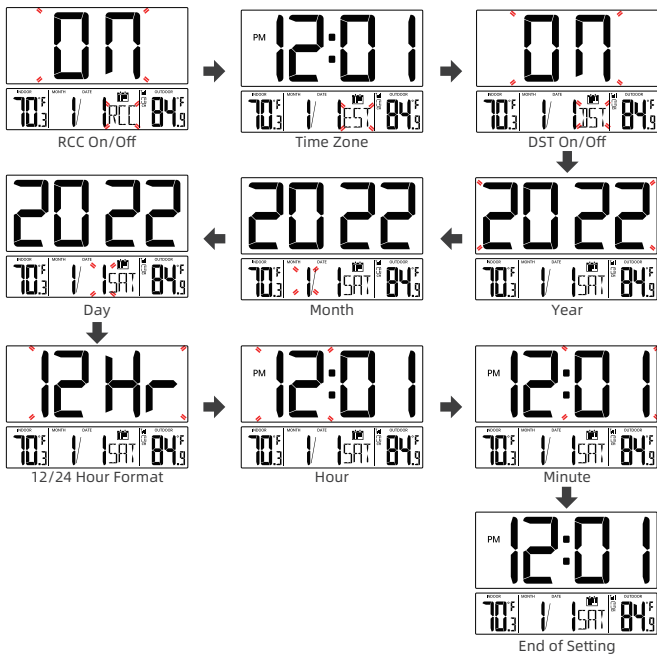 ON
INDOOR MONTH DATE OUTDOOR
70.3°F 1/ 1 RCC 84.9°F
RCC On/Off
PM 12:01
INDOOR MONTH DATE OUTDOOR
70.3°F 1/ 1 EST 84.9°F
Time Zone
ON
INDOOR MONTH DATE OUTDOOR
70.3°F 1/ 1 DST 84.9°F
DST On/Off
2022
INDOOR MONTH DATE OUTDOOR
70.3°F 1/ 1 SAT 84.9°F
Day
2022
INDOOR MONTH DATE OUTDOOR
70.3°F 1/ 1 SAT 84.9°F
Month
2022
INDOOR MONTH DATE OUTDOOR
70.3°F 1/ 1 SAT 84.9°F
Year
12Hr
INDOOR MONTH DATE OUTDOOR
70.3°F 1/ 1 SAT 84.9°F
12/24 Hour Format
PM 12:01
INDOOR MONTH DATE OUTDOOR
70.3°F 1/ 1 SAT 84.9°F
Hour
PM 12:01
INDOOR MONTH DATE OUTDOOR
70.3°F 1/ 1 SAT 84.9°F
Minute
PM 12:01
INDOOR MONTH DATE OUTDOOR
70.3°F 1/ 1 SAT 84.9°F
End of Setting